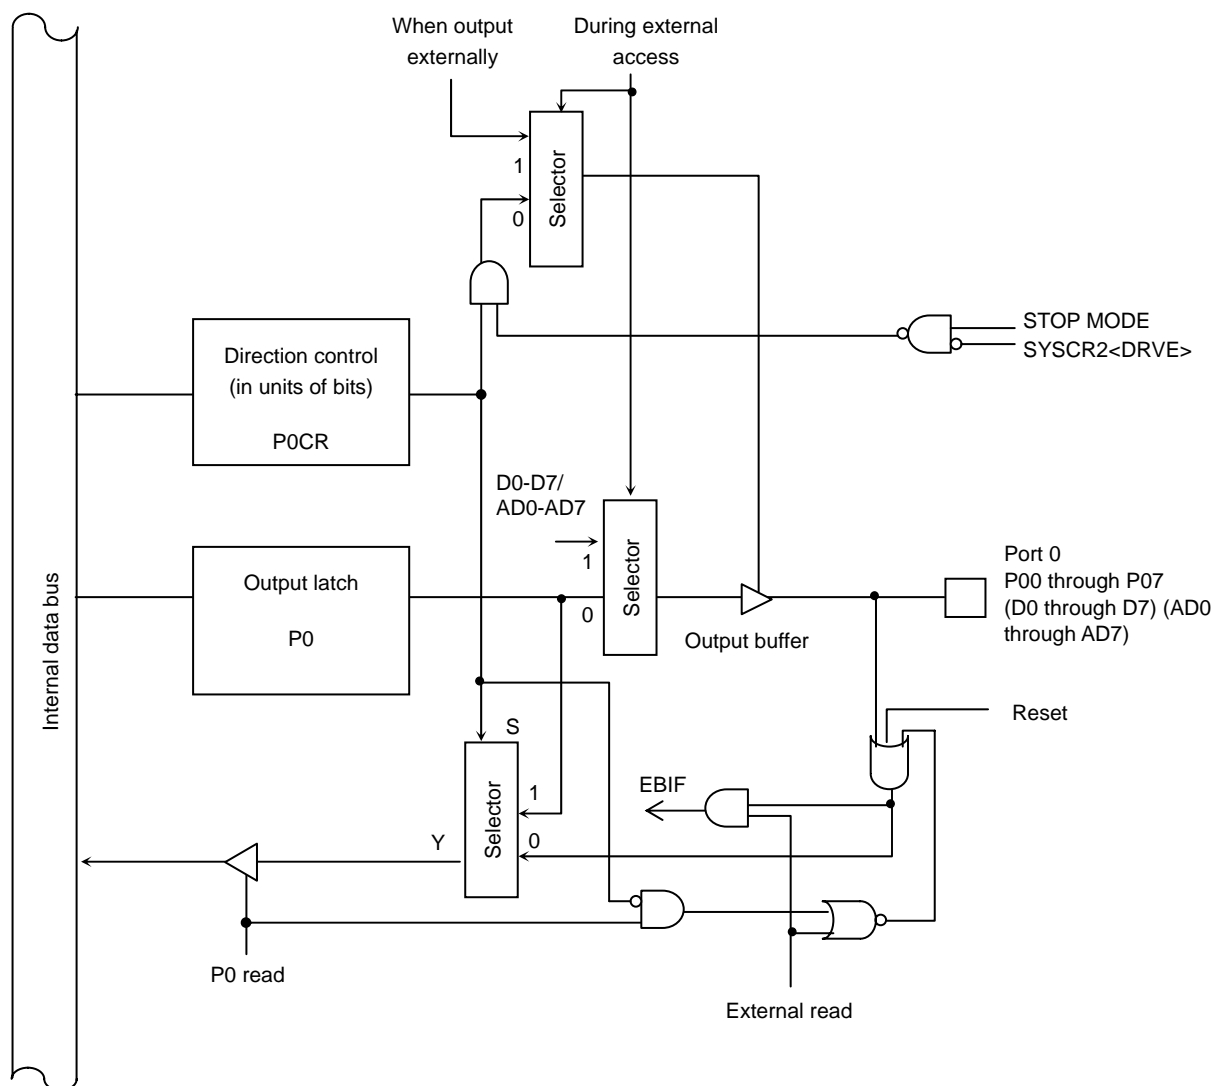 When output
externally
During external
access
Selector
1
0
STOP MODE
SYSCR2<DRVE>
Direction control
(in units of bits)
P0CR
D0-D7/
AD0-AD7
1
Selector
0
Output latch
P0
Output buffer
Port 0
P00 through P07
(D0 through D7) (AD0
through AD7)
Internal data bus
Reset
S
EBIF
1
Selector
Y
0
P0 read
External read